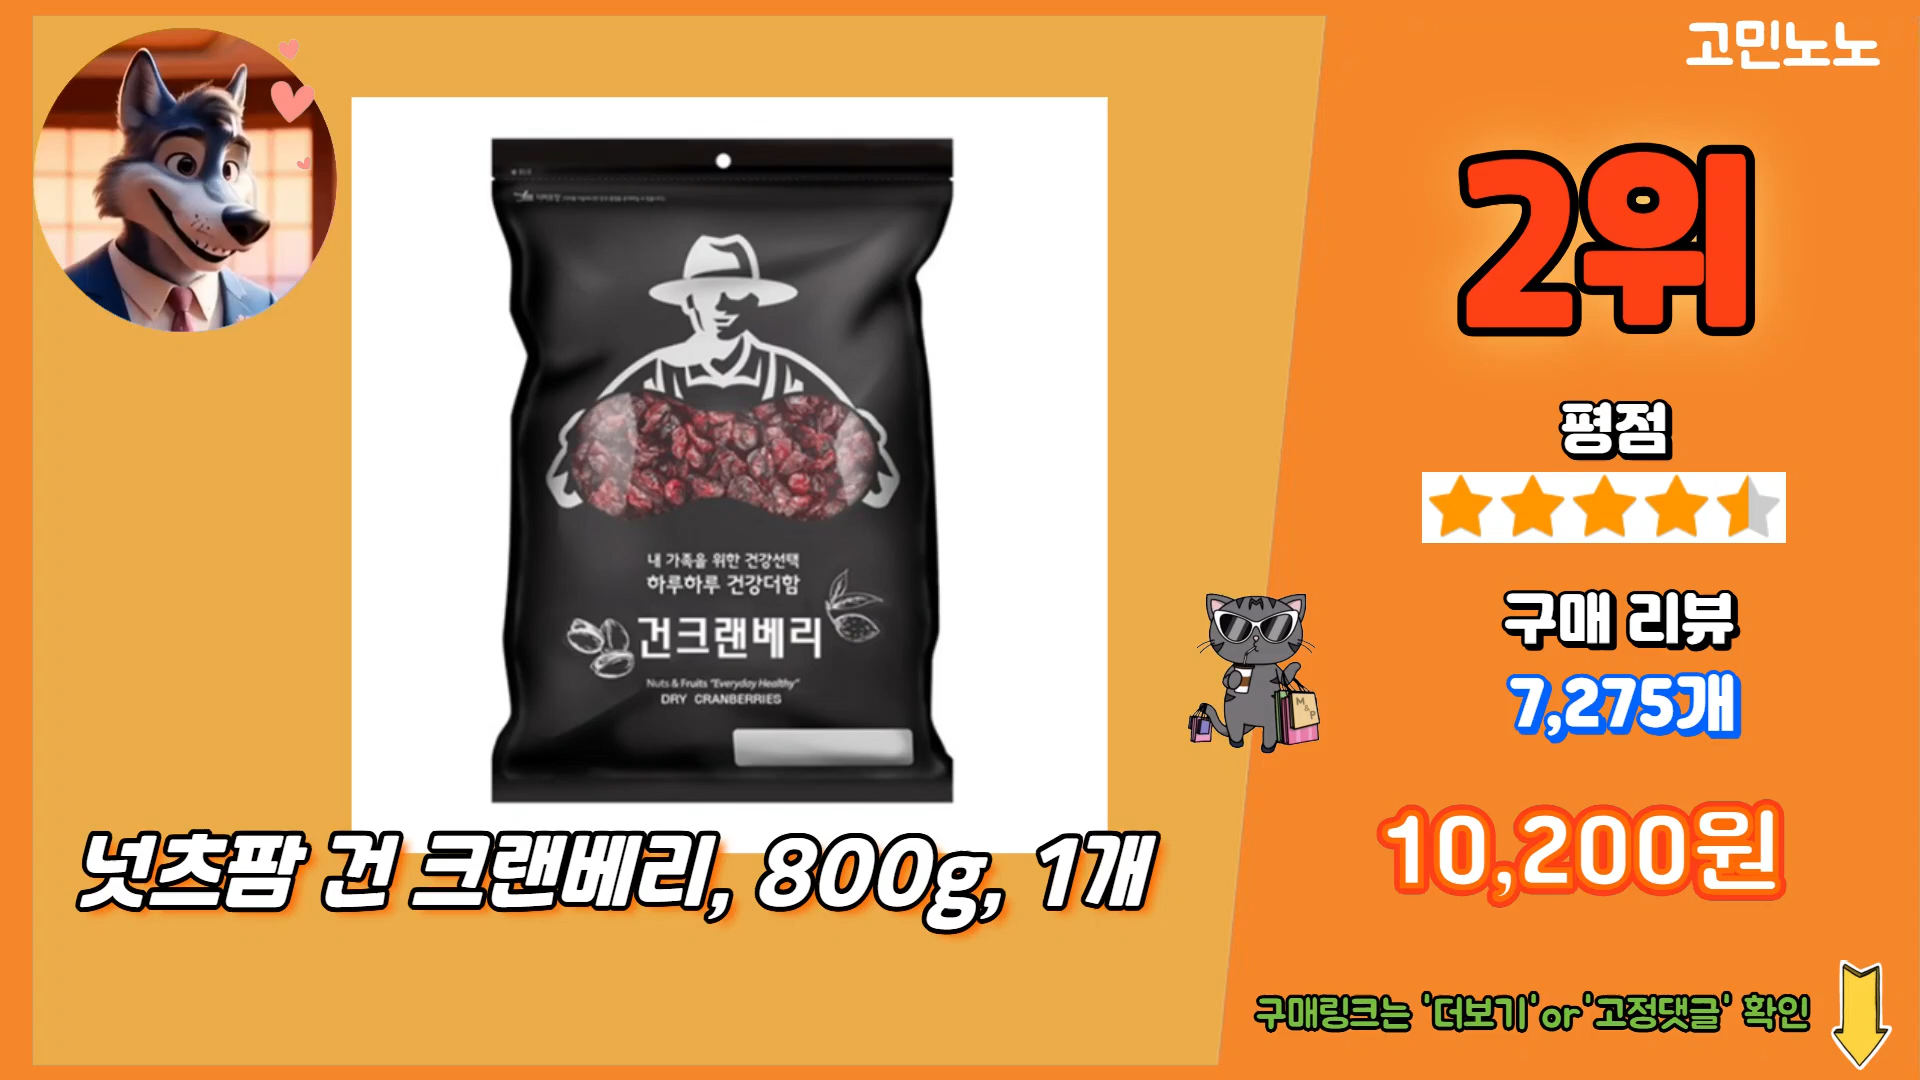 고민노노
2위
평점
구매 리뷰
7,275개
10,200원
내 가족을 위한 건강선택
하루하루 건강더함
건크랜베리
Nuts & Fruits "Everyday Healthy"
DRY CRANBERRIES
M
&
P
넛츠팜 건 크랜베리, 800g, 1개
구매링크는 '더보기' or '고정댓글' 확인